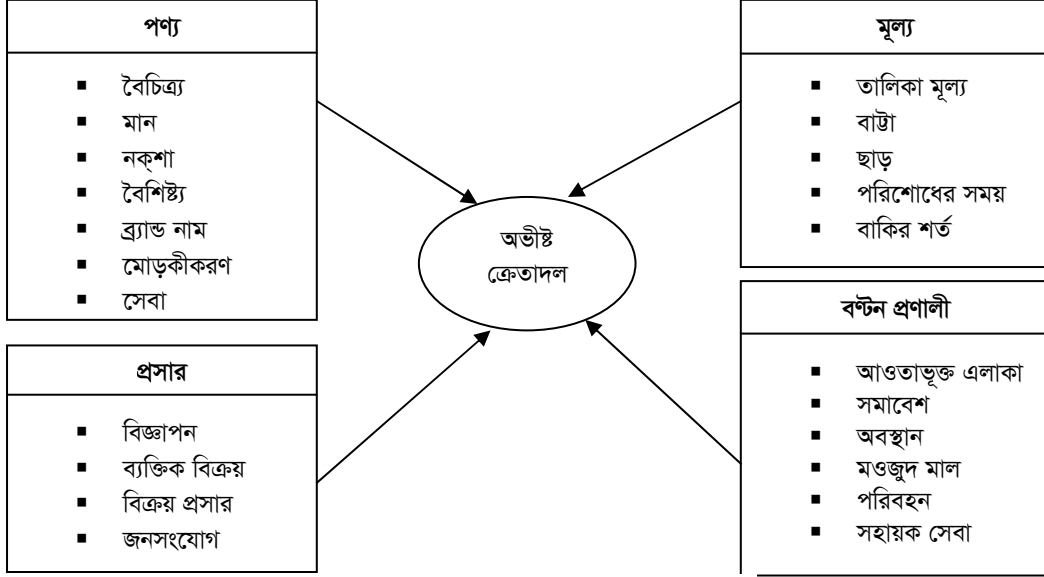 পণ্য
বৈচিত্র্য
মান
নক্শা
বৈশিষ্ট্য
ব্র্যান্ড নাম
মোড়কীকরণ
সেবা
মূল্য
তালিকা মূল্য
বাট্টা
ছাড়
পরিশোধের সময়
বাকির শর্ত
অভীষ্ট
ক্রেতাদল
প্রসার
বিজ্ঞাপন
ব্যক্তিক বিক্রয়
বিক্রয় প্রসার
জনসংযোগ
বণ্টন প্রণালী
আওতাভূক্ত এলাকা
সমাবেশ
অবস্থান
মওজুদ মাল
পরিবহন
সহায়ক সেবা